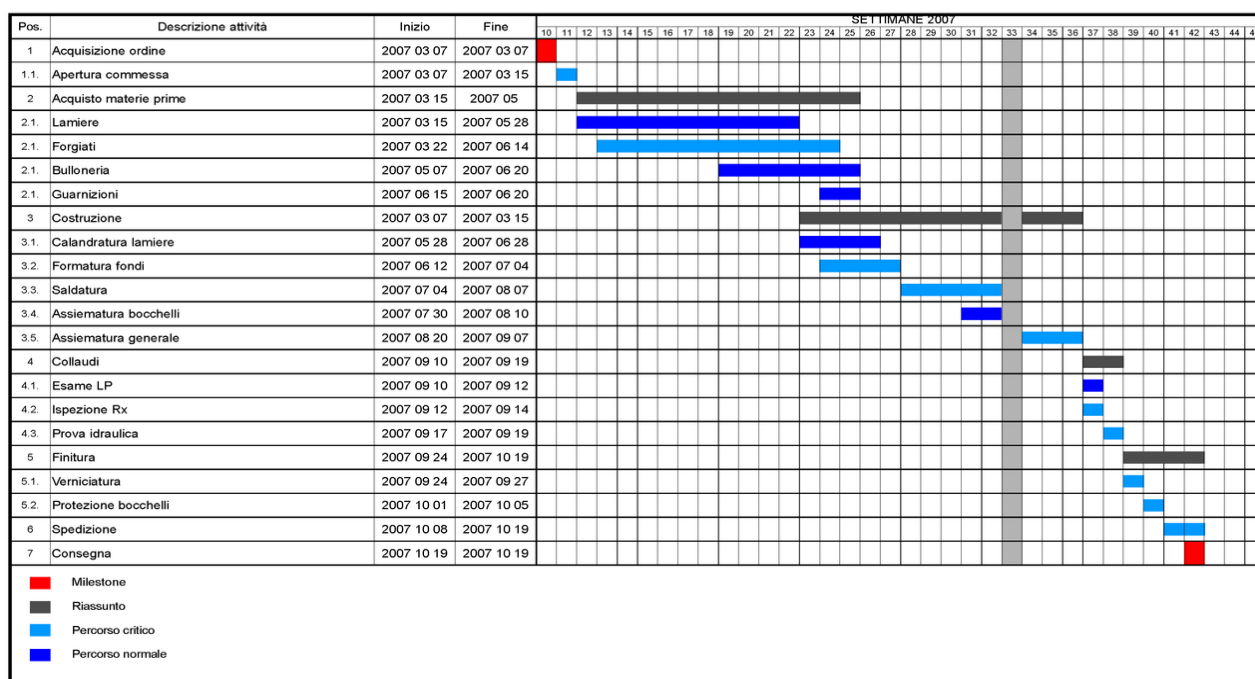 SETTIMANE 2007
Pos. Descrizione attività Inizio Fine 10 11 12 13 14 15 16 17 18 19 20 21 22 23 24 25 26 27 28 29 30 31 32 33 34 35 36 37 38 39 40 41 42 43 44 4
1 Acquisizione ordine 2007 03 07 2007 03 07
1.1. Apertura commessa 2007 03 07 2007 03 15
2 Acquisto materie prime 2007 03 15 2007 05
2.1. Lamiere 2007 03 15 2007 05 28
2.1. Forgiati 2007 03 22 2007 06 14
2.1. Bulloneria 2007 05 07 2007 06 20
2.1. Guarnizioni 2007 06 15 2007 06 20
3 Costruzione 2007 03 07 2007 03 15
3.1. Calandratura lamiere 2007 05 28 2007 06 28
3.2. Formatura fondi 2007 06 12 2007 07 04
3.3. Saldatura 2007 07 04 2007 08 07
3.4. Assiematura bocchelli 2007 07 30 2007 08 10
3.5. Assiematura generale 2007 08 20 2007 09 07
4 Collaudi 2007 09 10 2007 09 19
4.1. Esame LP 2007 09 10 2007 09 12
4.2. Ispezione Rx 2007 09 12 2007 09 14
4.3. Prova idraulica 2007 09 17 2007 09 19
5 Finitura 2007 09 24 2007 10 19
5.1. Verniciatura 2007 09 24 2007 09 27
5.2. Protezione bocchelli 2007 10 01 2007 10 05
6 Spedizione 2007 10 08 2007 10 19
7 Consegna 2007 10 19 2007 10 19
Milestone
Riassunto
Percorso critico
Percorso normale